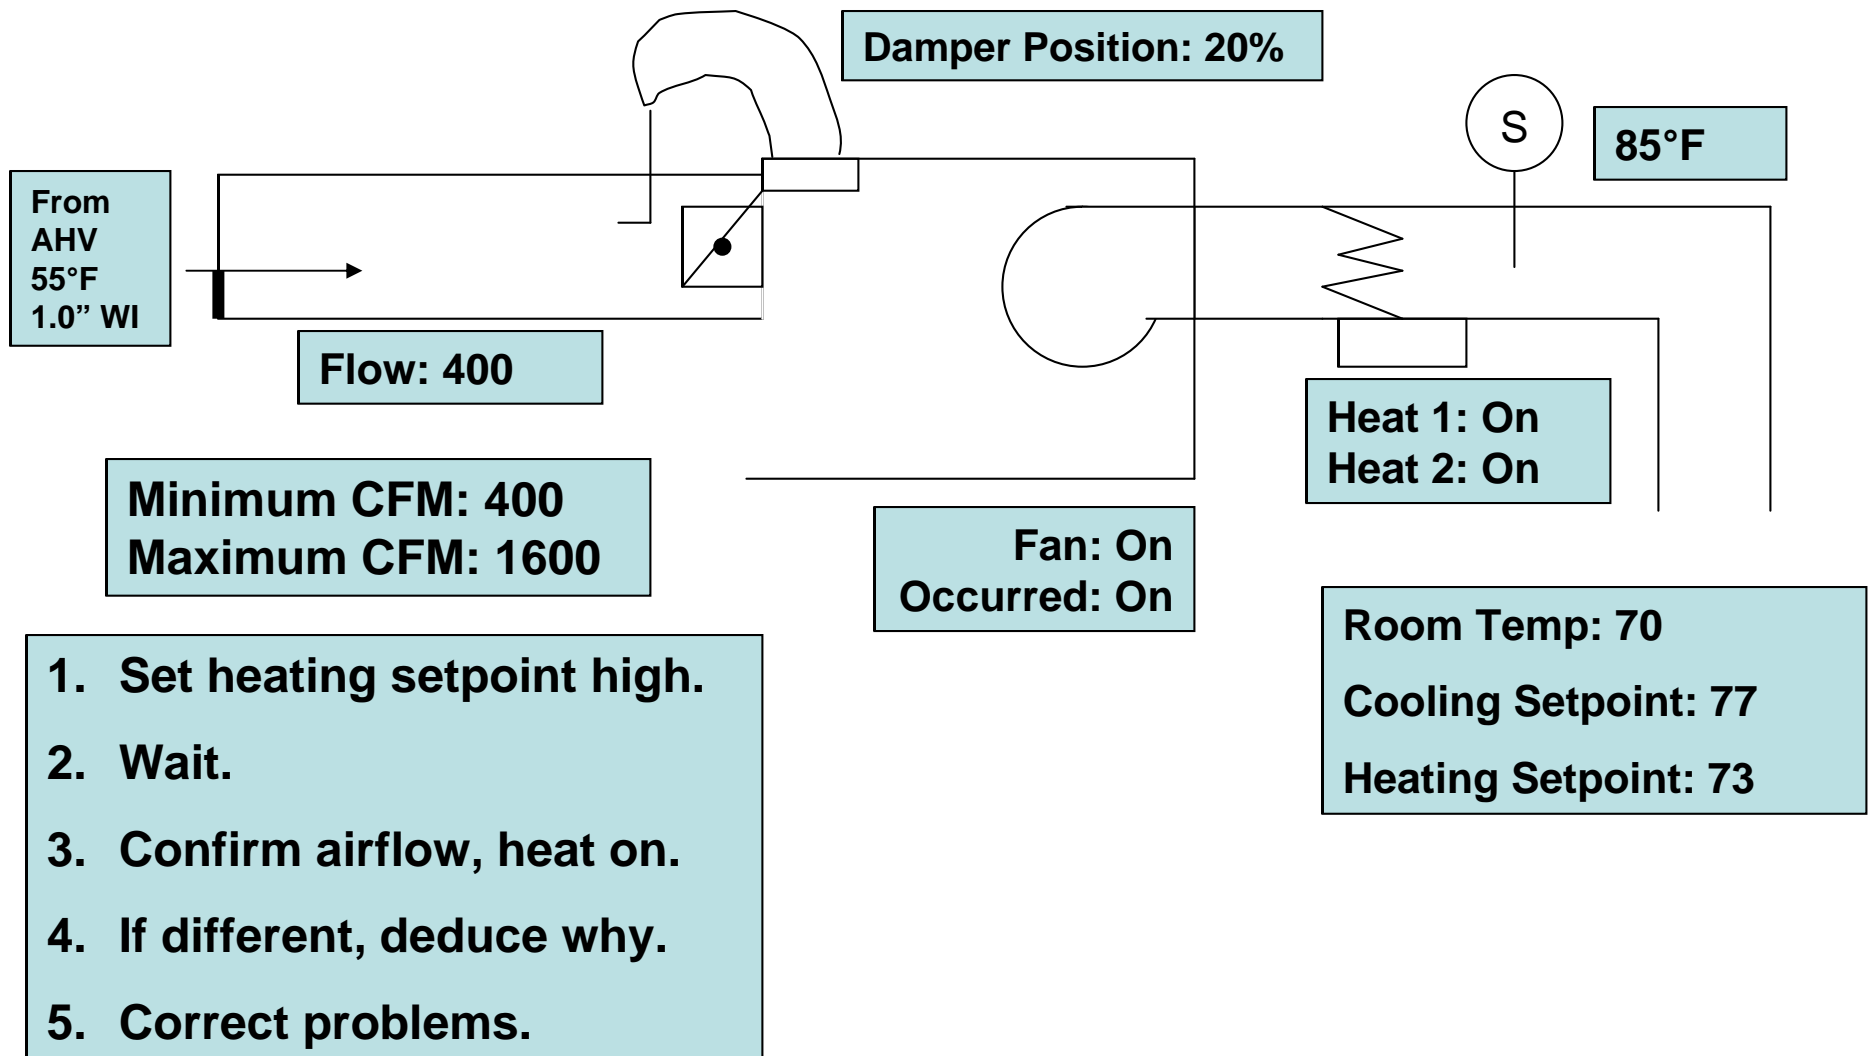 Damper Position: 20%
S
85°F
From
AHV
55°F
1.0” WI
Flow: 400
Heat 1: On
Heat 2: On
Minimum CFM: 400
Maximum CFM: 1600
Fan: On
Occurred: On
Room Temp: 70
Cooling Setpoint: 77
Heating Setpoint: 73
1. Set heating setpoint high.
2. Wait.
3. Confirm airflow, heat on.
4. If different, deduce why.
5. Correct problems.